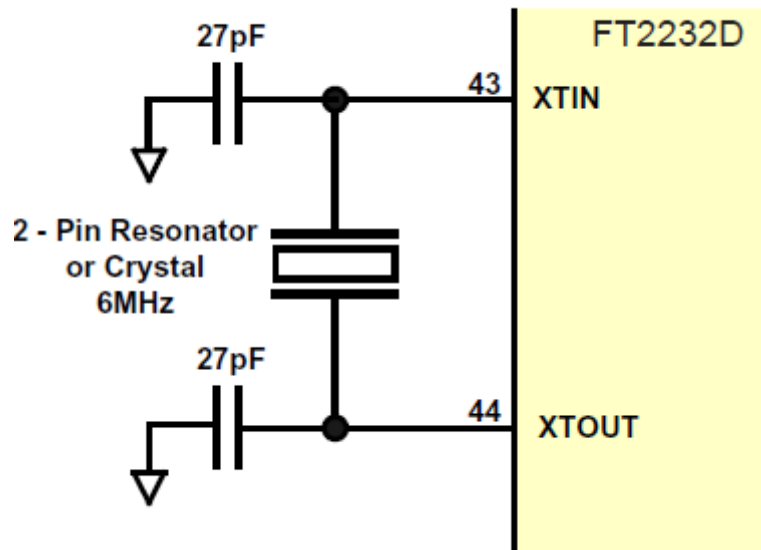 FT2232D
27pF
43
XTIN
2 - Pin Resonator
or Crystal
6MHz
27pF
44
XTOUT